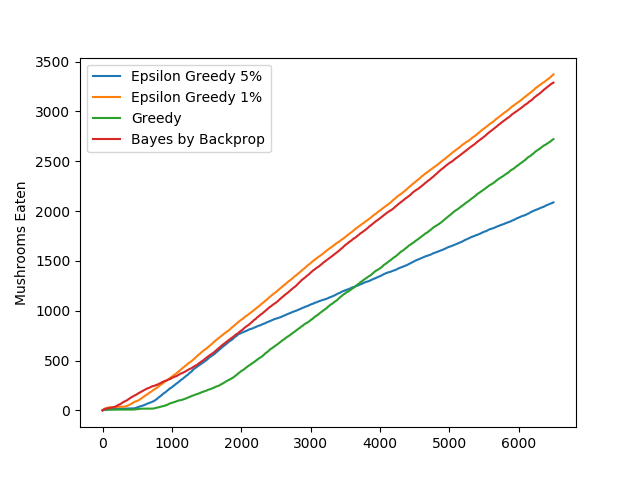 3500
3000
2500
2000
1500
1000
500
0
Mushrooms Eaten
Epsilon Greedy 5%
Epsilon Greedy 1%
Greedy
Bayes by Backprop
0 1000 2000 3000 4000 5000 6000